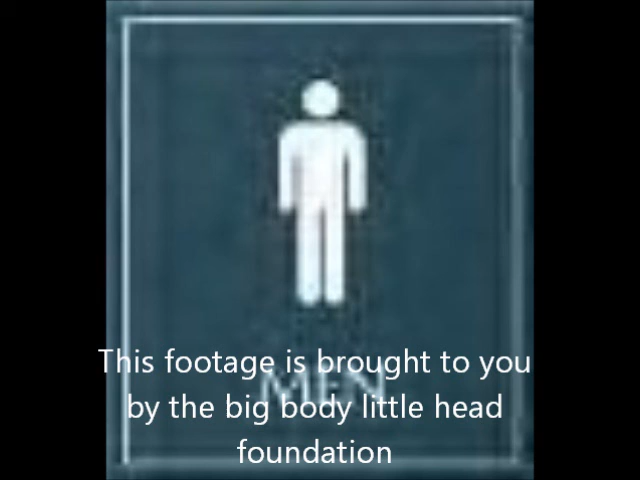 This footage is brought to you
MEN
by the big body little head
foundation